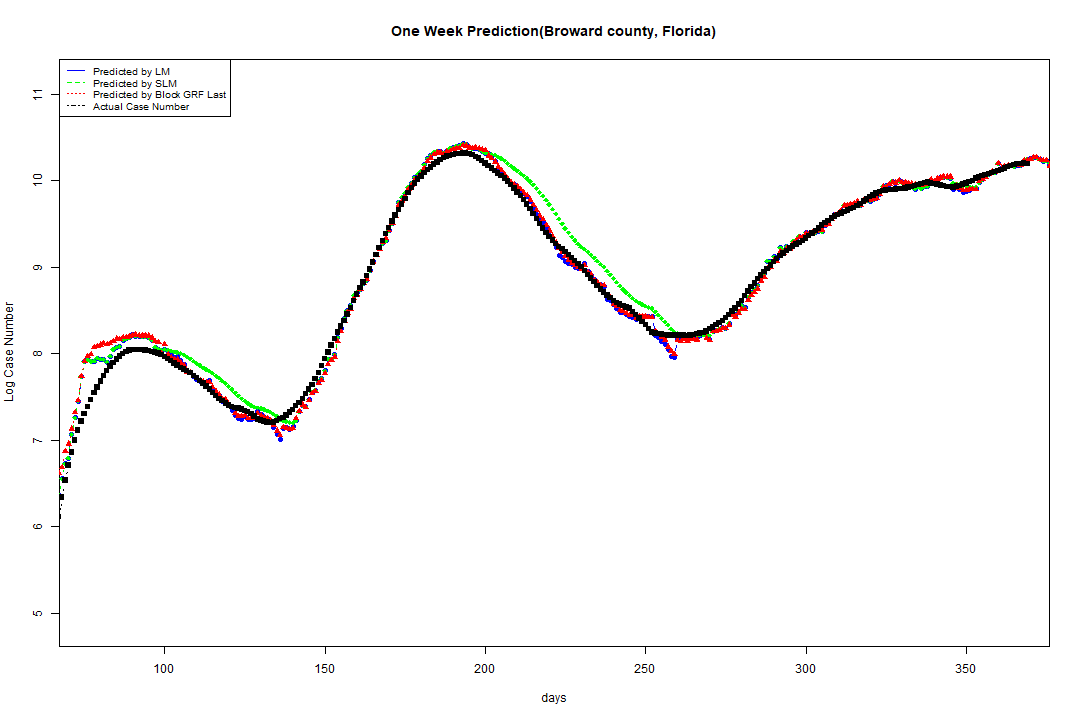 One Week Prediction(Broward county, Florida)
Predicted by LM
Predicted by SLM
Predicted by Block GRF Last
Actual Case Number
11
10
9
8
7
6
5
Log Case Number
100 150 200 250 300 350
days